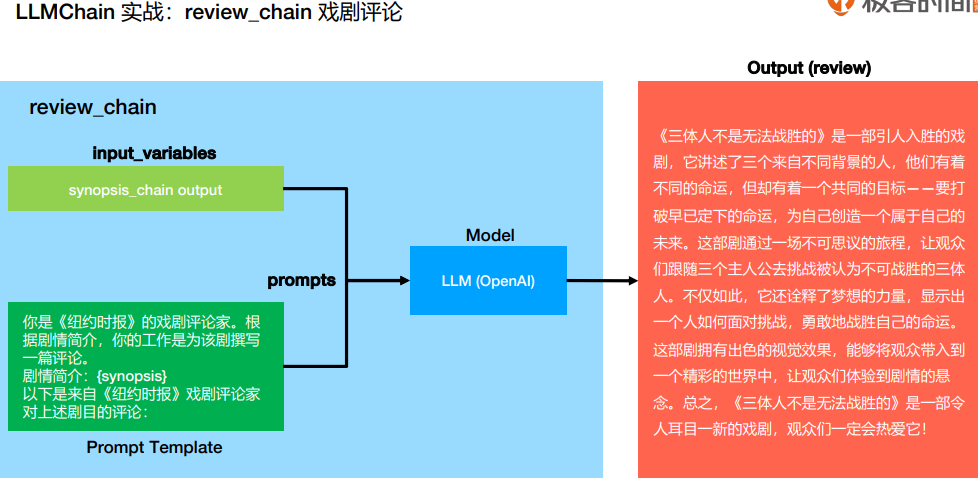 LLMChain 实战：review_chain 戏剧评论
极客时间
Output (review)
review_chain
input_variables
synopsis_chain output
Model
prompts
LLM (OpenAI)
你是《纽约时报》的戏剧评论家。根
据剧情简介，你的工作是为该剧撰写
一篇评论。
剧情简介：{synopsis}
以下是来自《纽约时报》戏剧评论家
对上述剧目的评论：
Prompt Template
《三体人不是无法战胜的》是一部引人入胜的戏
剧，它讲述了三个来自不同背景的人，他们有着
不同的命运，但却有着一个共同的目标——要打
破早已定下的命运，为自己创造一个属于自己的
未来。这部剧通过一场不可思议的旅程，让观众
们跟随三个主人公去挑战被认为不可战胜的三体
人。不仅如此，它还诠释了梦想的力量，显示出
一个人如何面对挑战，勇敢地战胜自己的命运。
这部剧拥有出色的视觉效果，能够将观众带入到
一个精彩的世界中，让观众们体验到剧情的悬
念。总之，《三体人不是无法战胜的》是一部令
人耳目一新的戏剧，观众们一定会热爱它！